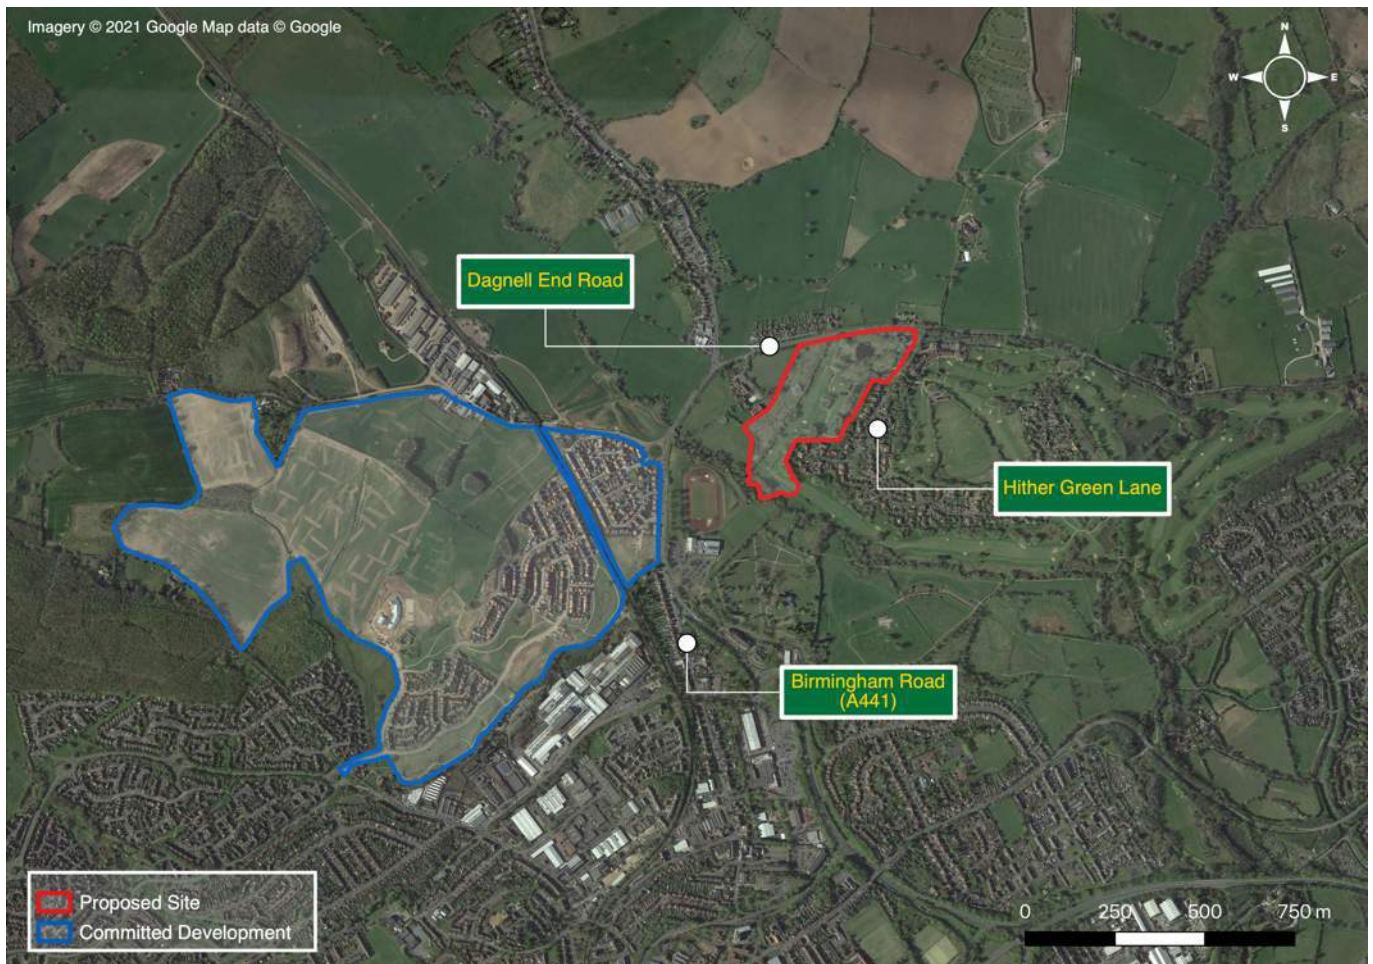 Imagery © 2021 Google Map data © Google
N
W E
S
Dagnell End Road
Hither Green Lane
Birmingham Road
(A441)
Proposed Site
Committed Development
0 250 500 750 m